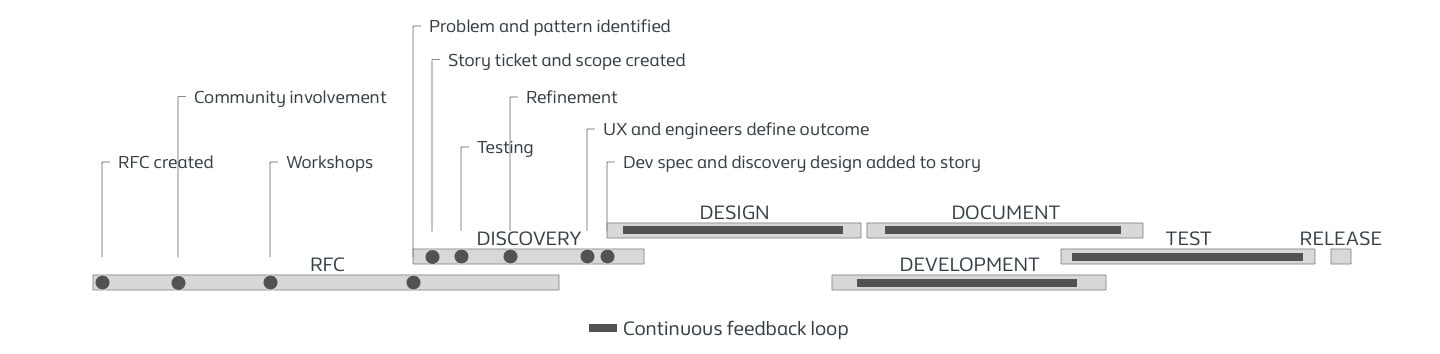 Problem and pattern identified
Story ticket and scope created
Community involvement
Refinement
UX and engineers define outcome
Testing
RFC created
Workshops
Dev spec and discovery design added to story
DESIGN
DOCUMENT
DISCOVERY
TEST
RELEASE
RFC
DEVELOPMENT
Continuous feedback loop